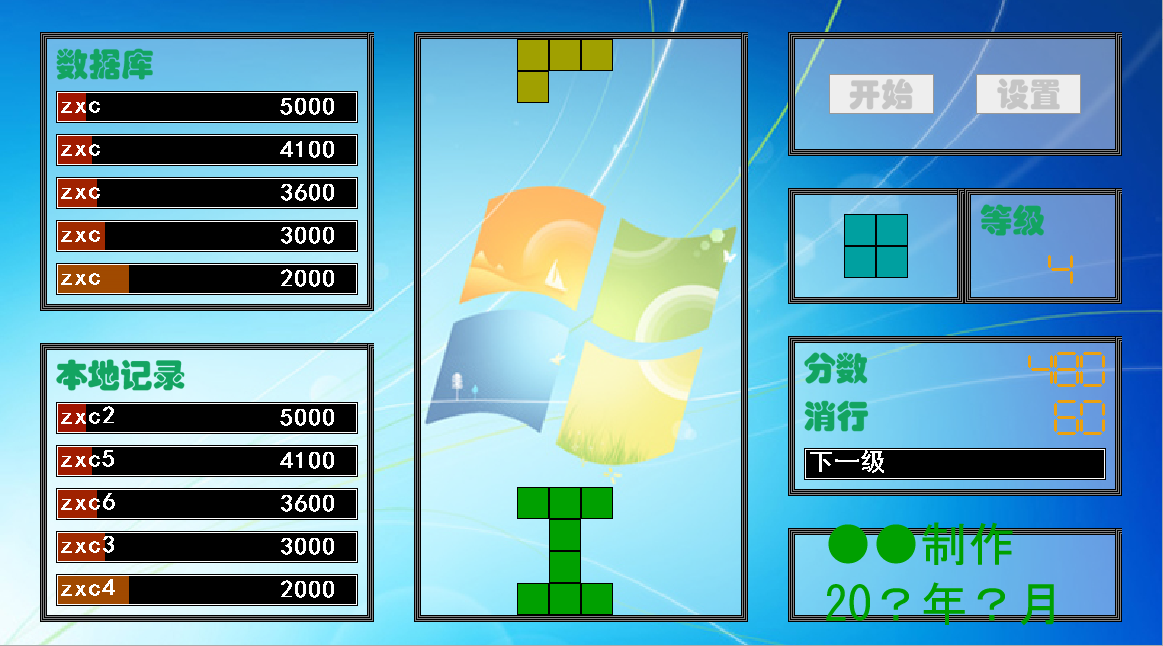 数据库
zxc 5000
zxc 4100
zxc 3600
zxc 3000
zxc 2000
本地记录
zxc2 5000
zxc5 4100
zxc6 3600
zxc3 3000
zxc4 2000
开始 设置
等级
4
分数 480
消行 60
下一级
●●制作
20？年？月